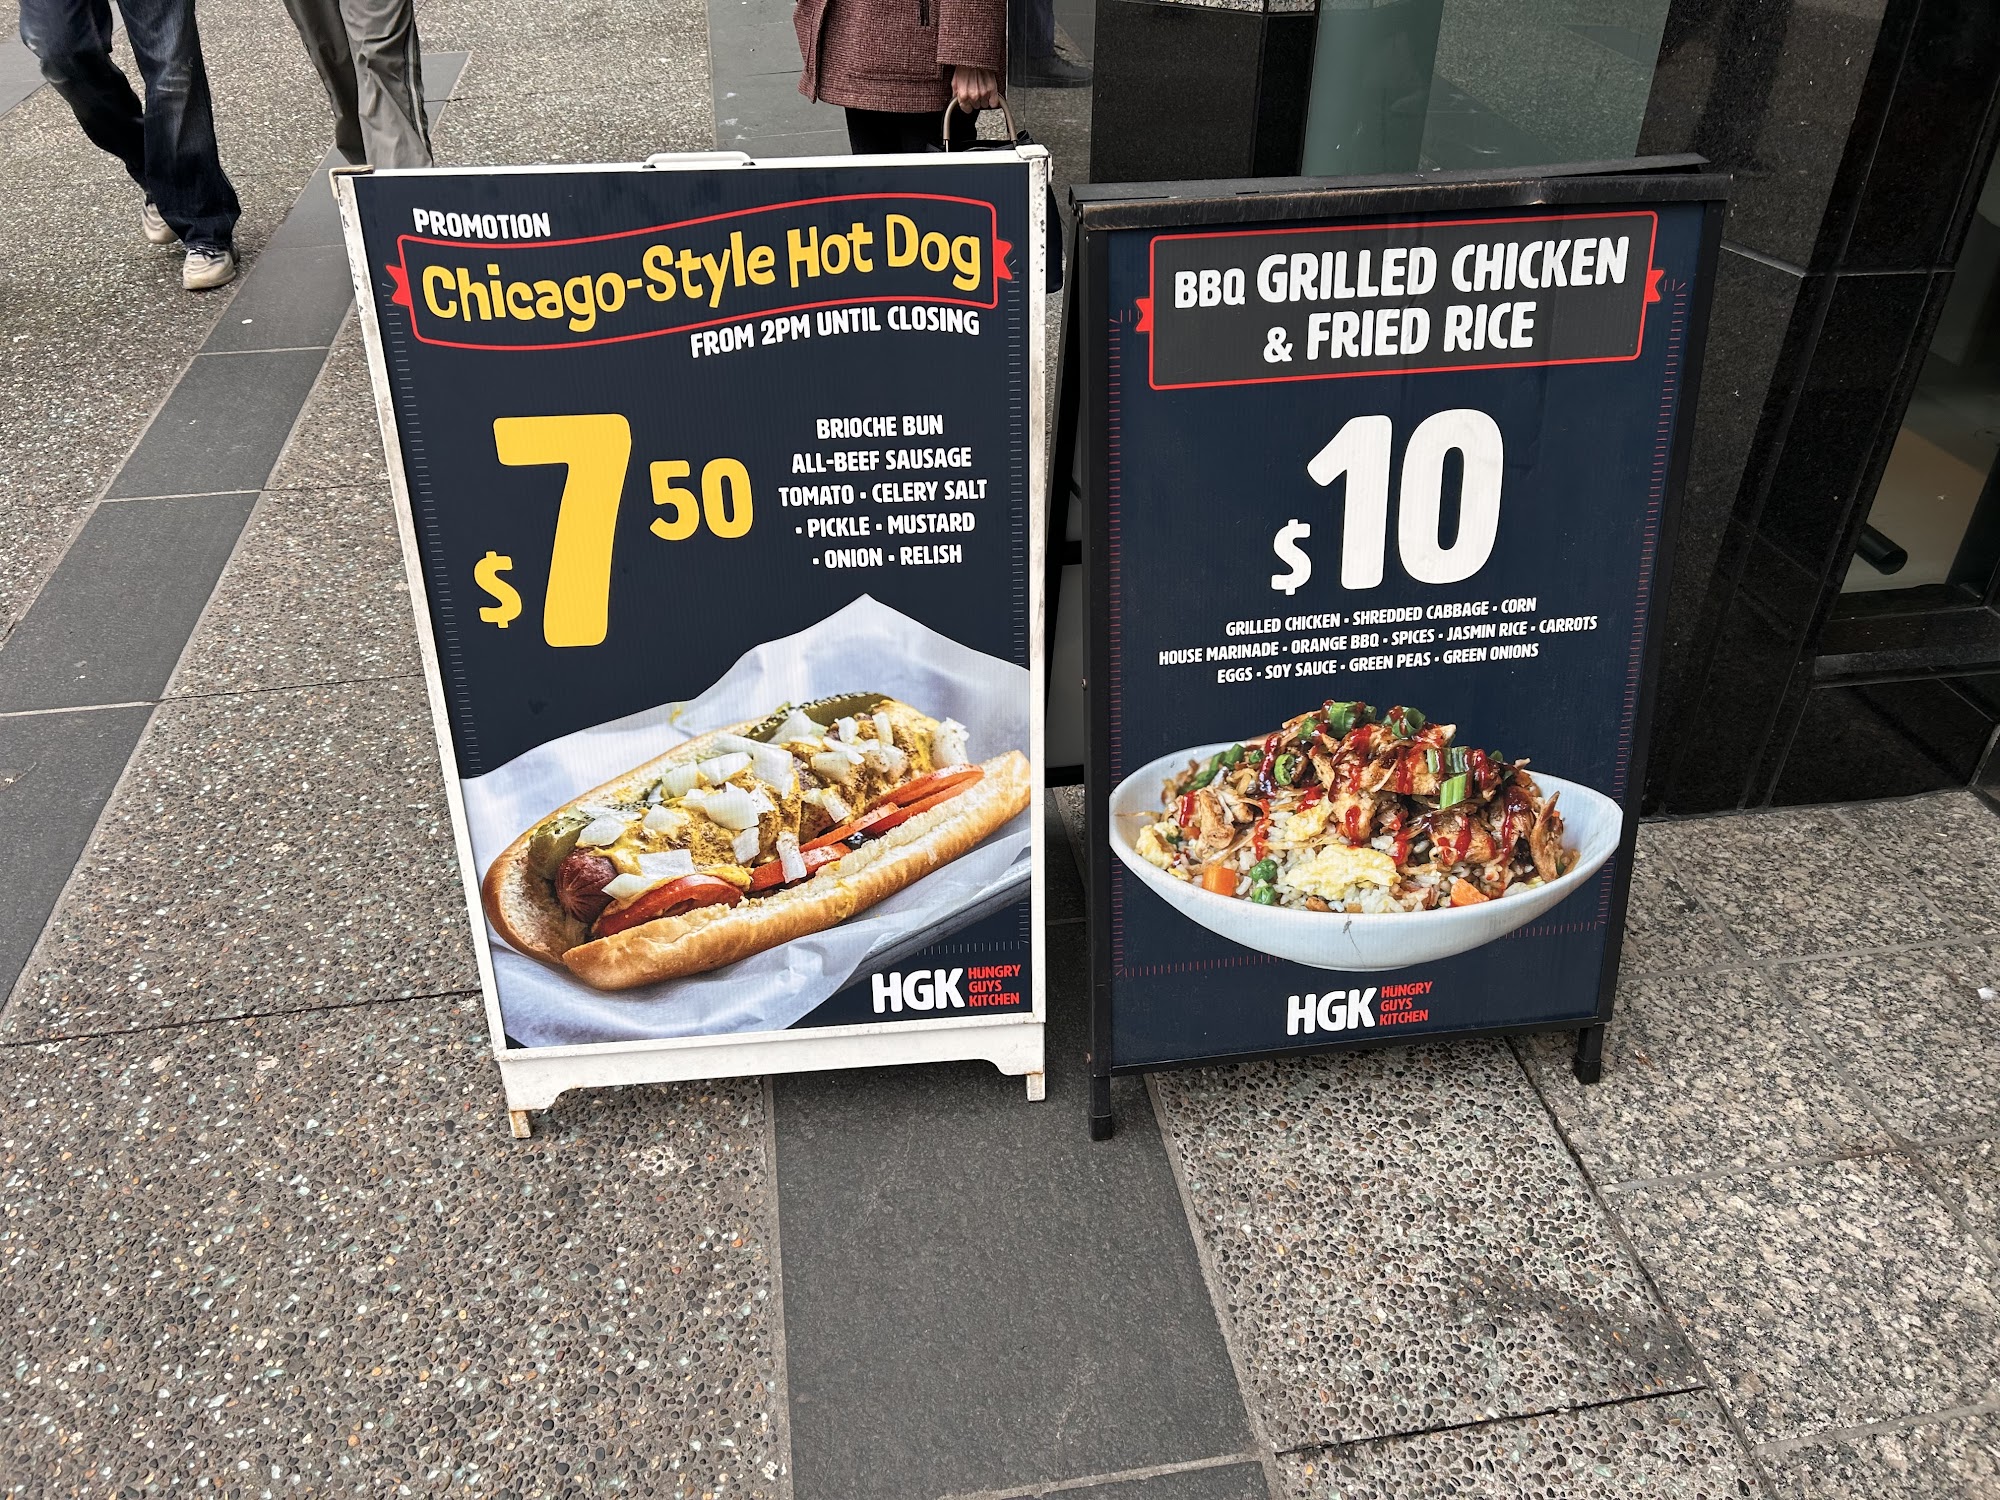 PROMOTION
Chicago-Style Hot Dog
FROM 2PM UNTIL CLOSING
$7 50
BRIOCHE BUN
ALL-BEEF SAUSAGE
TOMATO • CELERY SALT
• PICKLE • MUSTARD
• ONION • RELISH
HGK HUNGRY
GUYS
KITCHEN
BBQ GRILLED CHICKEN
& FRIED RICE
$10
GRILLED CHICKEN • SHREDDED CABBAGE • CORN
HOUSE MARINADE • ORANGE BBQ • SPICES • JASMIN RICE • CARROTS
EGGS • SOY SAUCE • GREEN PEAS • GREEN ONIONS
HGK HUNGRY
GUYS
KITCHEN